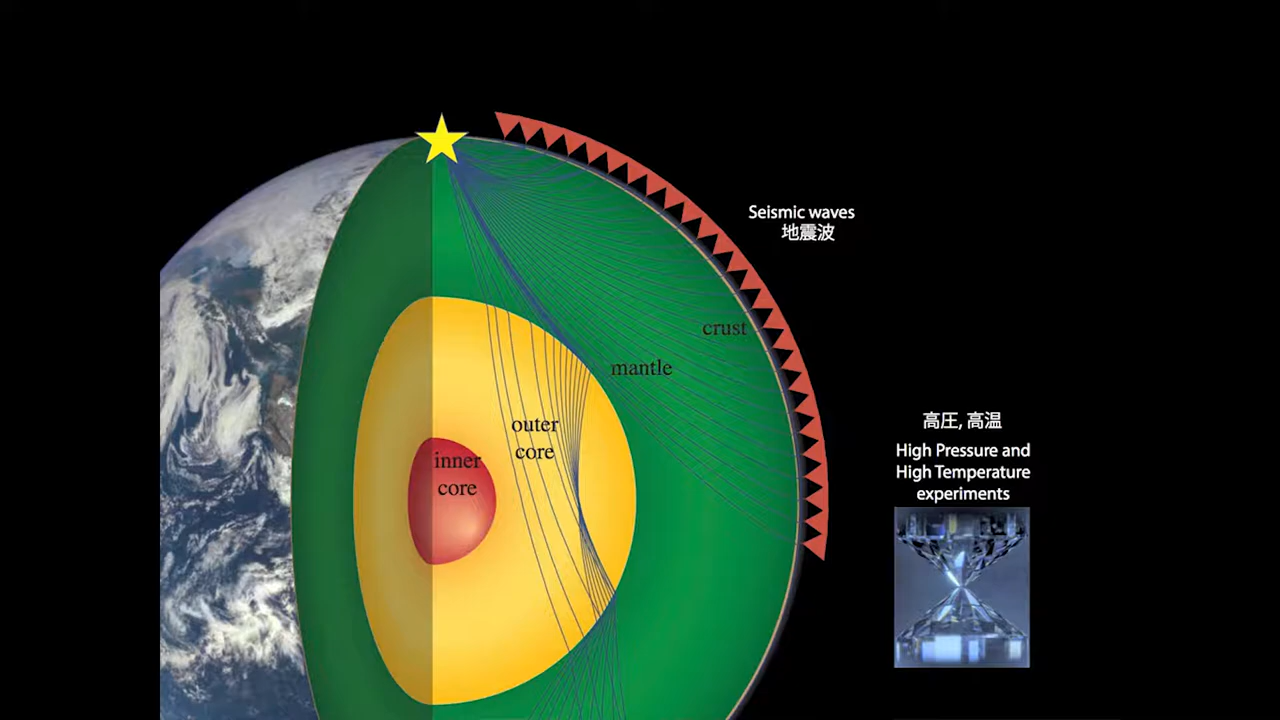 Seismic waves
地震波
crust
mantle
outer
core
inner
core
高圧, 高温
High Pressure and
High Temperature
experiments